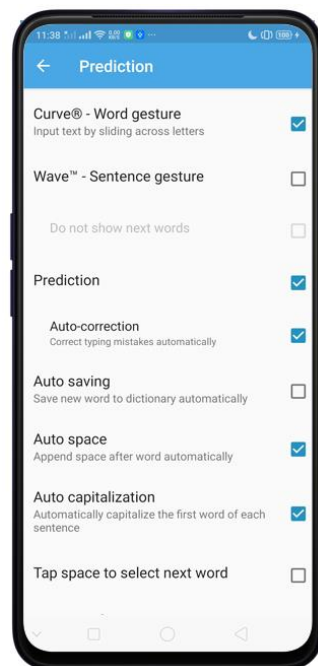 11:38
Prediction
Curve® - Word gesture
Input text by sliding across letters
Wave™ - Sentence gesture
Do not show next words
Prediction
Auto-correction
Correct typing mistakes automatically
Auto saving
Save new word to dictionary automatically
Auto space
Append space after word automatically
Auto capitalization
Automatically capitalize the first word of each
sentence
Tap space to select next word